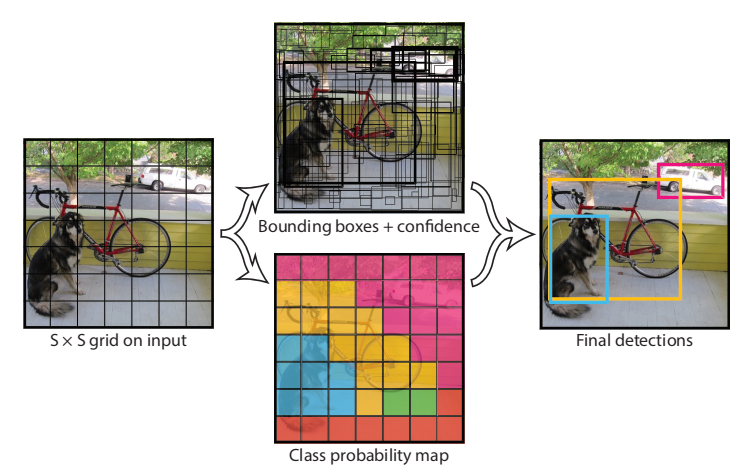 Bounding boxes + confidence
S × S grid on input
Final detections
Class probability map